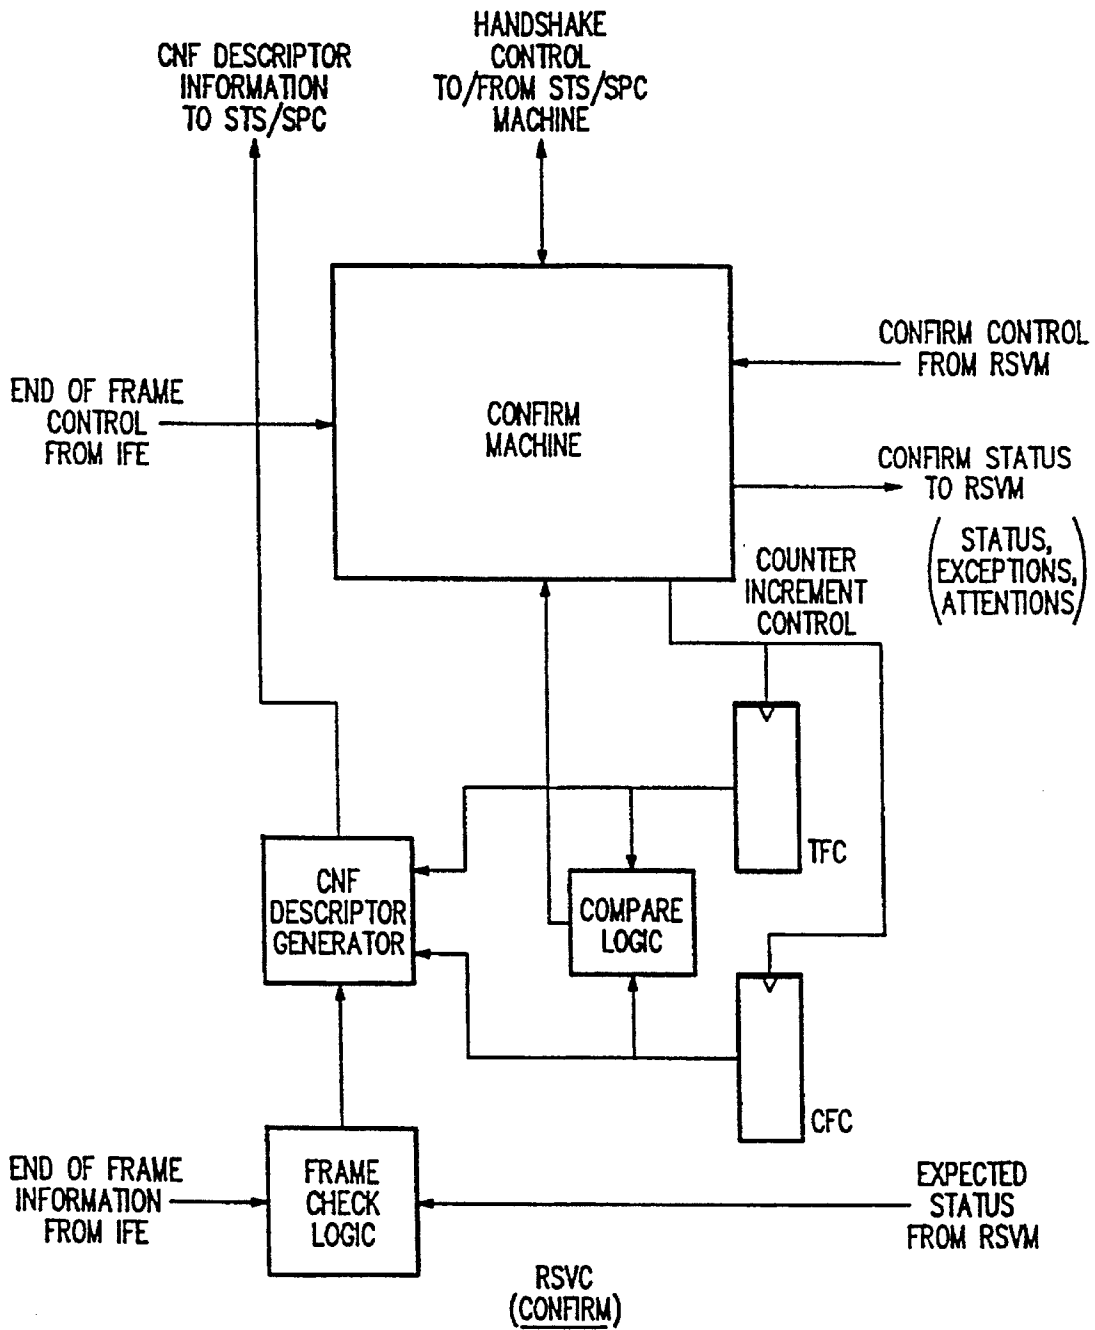 HANDSHAKE
CONTROL
TO/FROM STS/SPC
MACHINE
CNF DESCRIPTOR
INFORMATION
TO STS/SPC
CONFIRM CONTROL
FROM RSVM
END OF FRAME
CONTROL
FROM IFE
CONFIRM
MACHINE
CONFIRM STATUS
TO RSVM
(STATUS,
EXCEPTIONS,
ATTENTIONS)
COUNTER
INCREMENT
CONTROL
TFC
CNF
DESCRIPTOR
GENERATOR
COMPARE
LOGIC
CFC
END OF FRAME
INFORMATION
FROM IFE
FRAME
CHECK
LOGIC
EXPECTED
STATUS
FROM RSVM
RSVC
(CONFIRM)